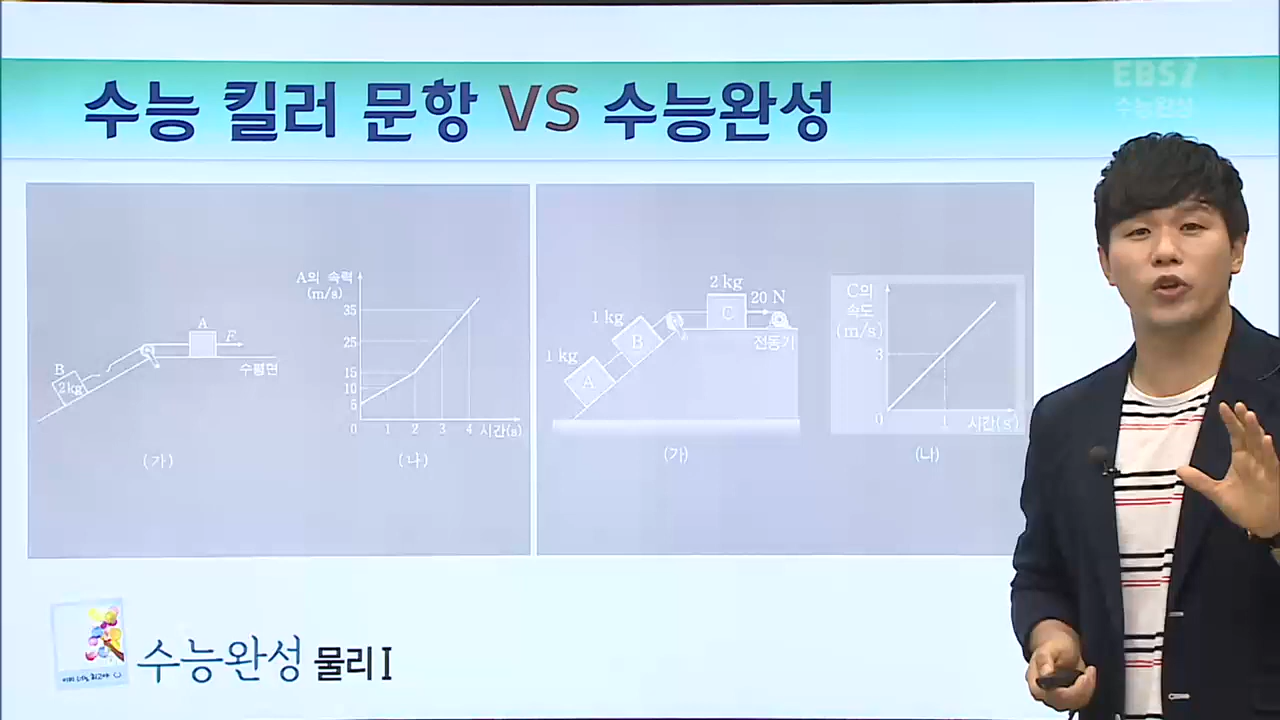 수능 킬러 문항 VS 수능완성
EBSi
수능완성
A의 속력
(m/s)
35
25
15
10
5
0 1 2 3 4 시간(s)
A
F
B
2kg
수평면
(가)
(나)
2 kg
20 N
C
1 kg
B
1 kg
A
전동기
C의
속도
(m/s)
3
0 1 시간(s)
(가)
(나)
수능완성 물리 I